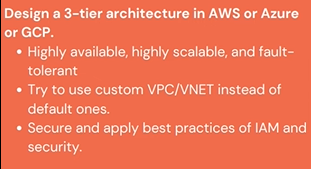 Design a 3-tier architecture in AWS or Azure
or GCP.
• Highly available, highly scalable, and fault-
tolerant
• Try to use custom VPC/VNET instead of
default ones.
• Secure and apply best practices of IAM and
security.